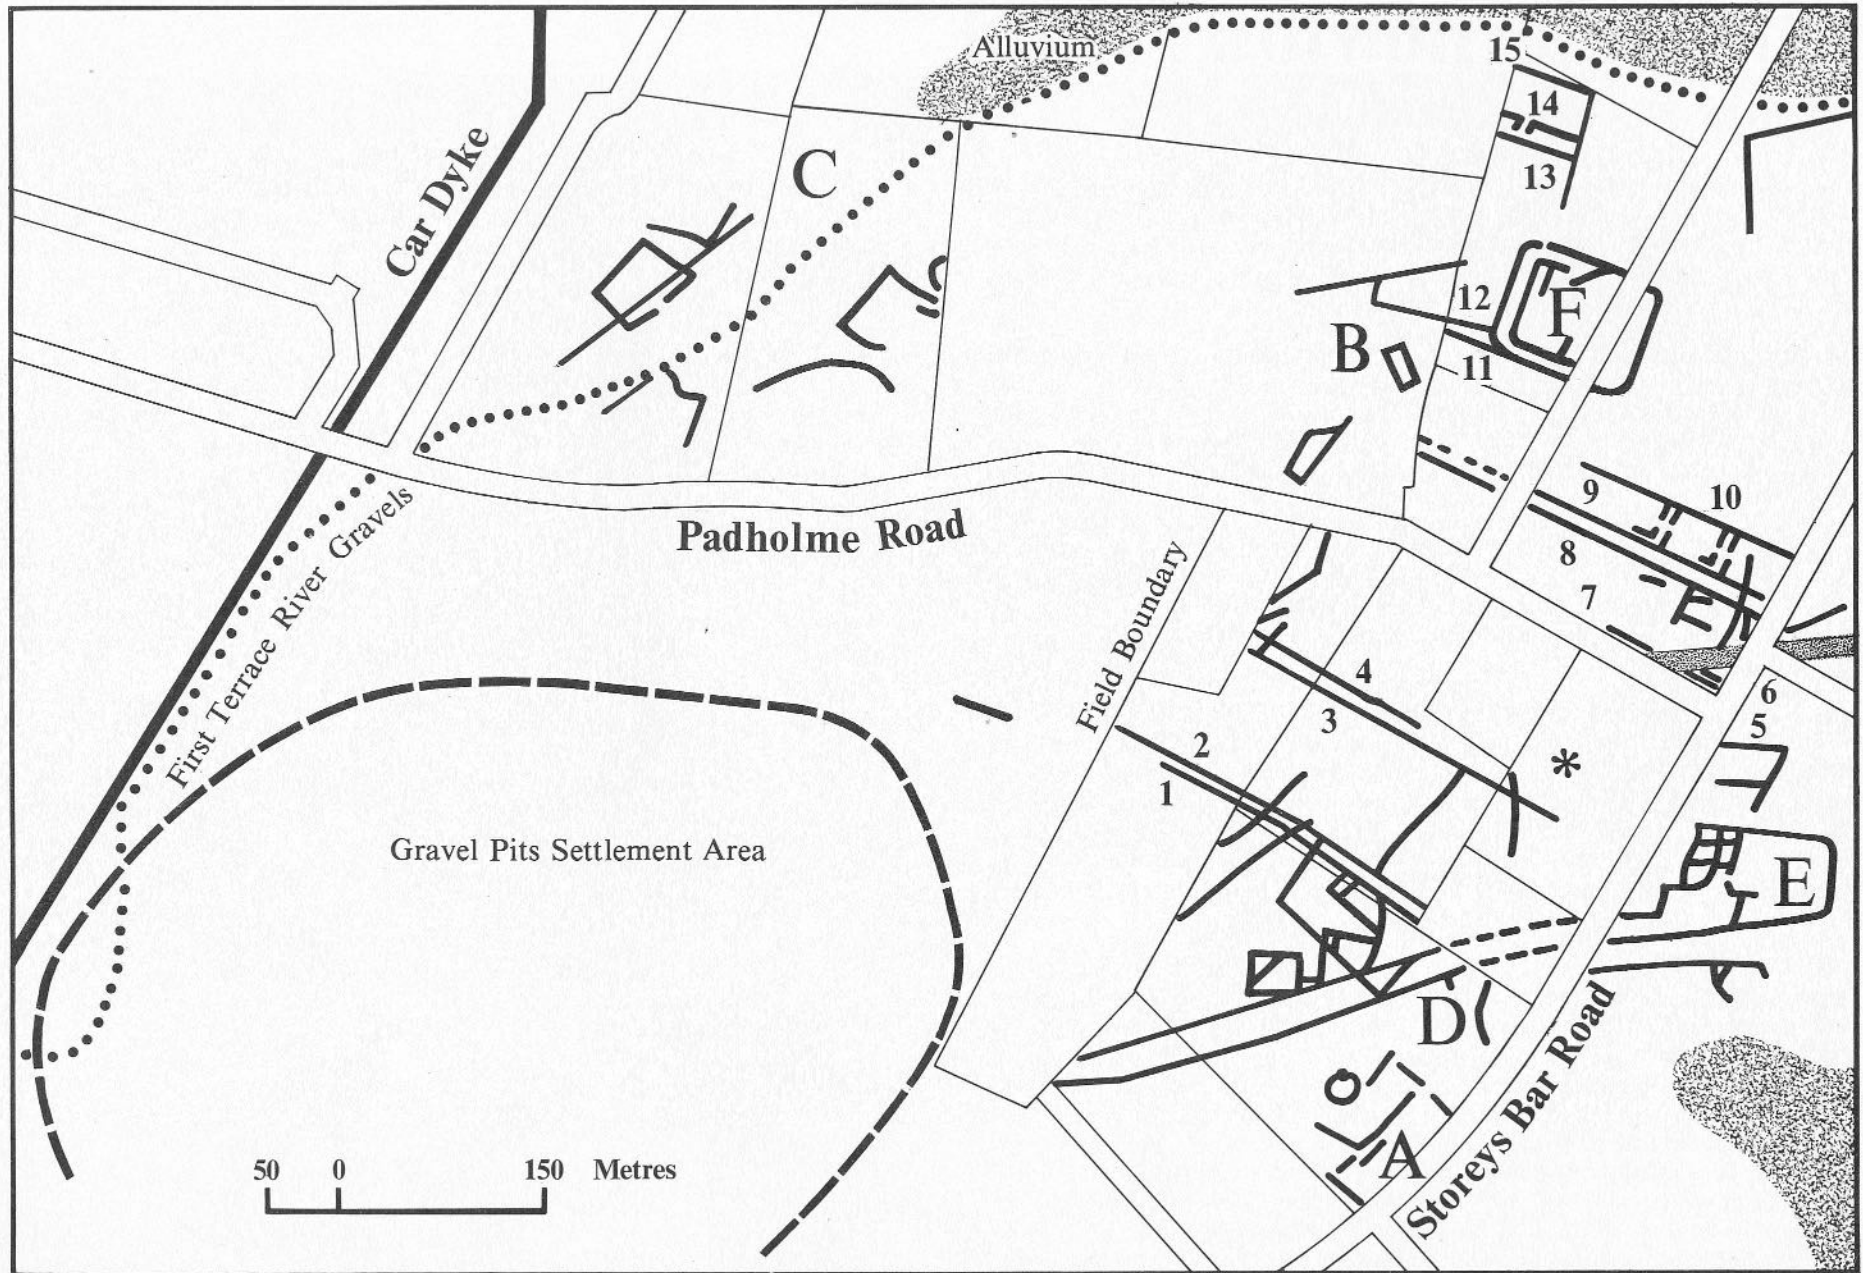 Alluvium
15
14
13
C
Car Dyke
12
F
B
11
9
10
First Terrace River Gravels
Padholme Road
8
7
Field Boundary
4
3
6
5
2
1
*
Gravel Pits Settlement Area
E
D
A
Storeys Bar Road
50 0 150 Metres